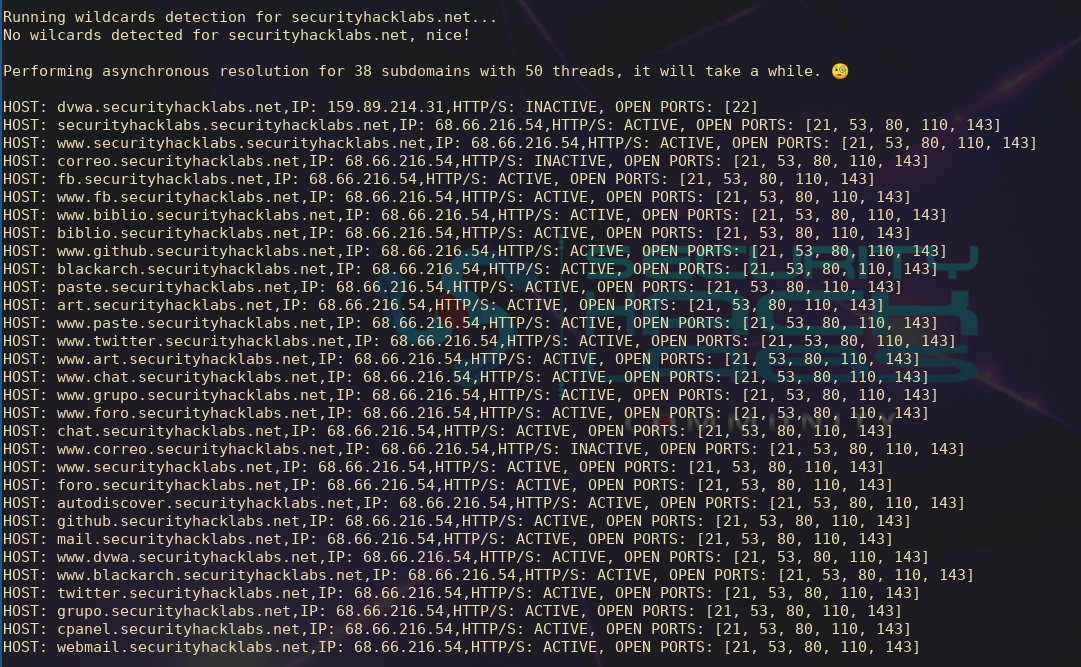 Running wildcards detection for securityhacklabs.net...
No wilcards detected for securityhacklabs.net, nice!
Performing asynchronous resolution for 38 subdomains with 50 threads, it will take a while. 🧐
HOST: dvwa.securityhacklabs.net,IP: 159.89.214.31,HTTP/S: INACTIVE, OPEN PORTS: [22]
HOST: securityhacklabs.securityhacklabs.net,IP: 68.66.216.54,HTTP/S: ACTIVE, OPEN PORTS: [21, 53, 80, 110, 143]
HOST: www.securityhacklabs.securityhacklabs.net,IP: 68.66.216.54,HTTP/S: ACTIVE, OPEN PORTS: [21, 53, 80, 110, 143]
HOST: correo.securityhacklabs.net,IP: 68.66.216.54,HTTP/S: INACTIVE, OPEN PORTS: [21, 53, 80, 110, 143]
HOST: fb.securityhacklabs.net,IP: 68.66.216.54,HTTP/S: ACTIVE, OPEN PORTS: [21, 53, 80, 110, 143]
HOST: www.fb.securityhacklabs.net,IP: 68.66.216.54,HTTP/S: ACTIVE, OPEN PORTS: [21, 53, 80, 110, 143]
HOST: www.biblio.securityhacklabs.net,IP: 68.66.216.54,HTTP/S: ACTIVE, OPEN PORTS: [21, 53, 80, 110, 143]
HOST: biblio.securityhacklabs.net,IP: 68.66.216.54,HTTP/S: ACTIVE, OPEN PORTS: [21, 53, 80, 110, 143]
HOST: www.github.securityhacklabs.net,IP: 68.66.216.54,HTTP/S: ACTIVE, OPEN PORTS: [21, 53, 80, 110, 143]
HOST: blackarch.securityhacklabs.net,IP: 68.66.216.54,HTTP/S: ACTIVE, OPEN PORTS: [21, 53, 80, 110, 143]
HOST: paste.securityhacklabs.net,IP: 68.66.216.54,HTTP/S: ACTIVE, OPEN PORTS: [21, 53, 80, 110, 143]
HOST: art.securityhacklabs.net,IP: 68.66.216.54,HTTP/S: ACTIVE, OPEN PORTS: [21, 53, 80, 110, 143]
HOST: www.paste.securityhacklabs.net,IP: 68.66.216.54,HTTP/S: ACTIVE, OPEN PORTS: [21, 53, 80, 110, 143]
HOST: www.twitter.securityhacklabs.net,IP: 68.66.216.54,HTTP/S: ACTIVE, OPEN PORTS: [21, 53, 80, 110, 143]
HOST: www.art.securityhacklabs.net,IP: 68.66.216.54,HTTP/S: ACTIVE, OPEN PORTS: [21, 53, 80, 110, 143]
HOST: www.chat.securityhacklabs.net,IP: 68.66.216.54,HTTP/S: ACTIVE, OPEN PORTS: [21, 53, 80, 110, 143]
HOST: www.grupo.securityhacklabs.net,IP: 68.66.216.54,HTTP/S: ACTIVE, OPEN PORTS: [21, 53, 80, 110, 143]
HOST: www.foro.securityhacklabs.net,IP: 68.66.216.54,HTTP/S: ACTIVE, OPEN PORTS: [21, 53, 80, 110, 143]
HOST: chat.securityhacklabs.net,IP: 68.66.216.54,HTTP/S: ACTIVE, OPEN PORTS: [21, 53, 80, 110, 143]
HOST: www.correo.securityhacklabs.net,IP: 68.66.216.54,HTTP/S: INACTIVE, OPEN PORTS: [21, 53, 80, 110, 143]
HOST: www.securityhacklabs.net,IP: 68.66.216.54,HTTP/S: ACTIVE, OPEN PORTS: [21, 53, 80, 110, 143]
HOST: foro.securityhacklabs.net,IP: 68.66.216.54,HTTP/S: ACTIVE, OPEN PORTS: [21, 53, 80, 110, 143]
HOST: autodiscover.securityhacklabs.net,IP: 68.66.216.54,HTTP/S: ACTIVE, OPEN PORTS: [21, 53, 80, 110, 143]
HOST: github.securityhacklabs.net,IP: 68.66.216.54,HTTP/S: ACTIVE, OPEN PORTS: [21, 53, 80, 110, 143]
HOST: mail.securityhacklabs.net,IP: 68.66.216.54,HTTP/S: ACTIVE, OPEN PORTS: [21, 53, 80, 110, 143]
HOST: www.dvwa.securityhacklabs.net,IP: 68.66.216.54,HTTP/S: ACTIVE, OPEN PORTS: [21, 53, 80, 110, 143]
HOST: www.blackarch.securityhacklabs.net,IP: 68.66.216.54,HTTP/S: ACTIVE, OPEN PORTS: [21, 53, 80, 110, 143]
HOST: twitter.securityhacklabs.net,IP: 68.66.216.54,HTTP/S: ACTIVE, OPEN PORTS: [21, 53, 80, 110, 143]
HOST: grupo.securityhacklabs.net,IP: 68.66.216.54,HTTP/S: ACTIVE, OPEN PORTS: [21, 53, 80, 110, 143]
HOST: cpanel.securityhacklabs.net,IP: 68.66.216.54,HTTP/S: ACTIVE, OPEN PORTS: [21, 53, 80, 110, 143]
HOST: webmail.securityhacklabs.net,IP: 68.66.216.54,HTTP/S: ACTIVE, OPEN PORTS: [21, 53, 80, 110, 143]
SECURITY
HACK
LABS
COMMUNITY